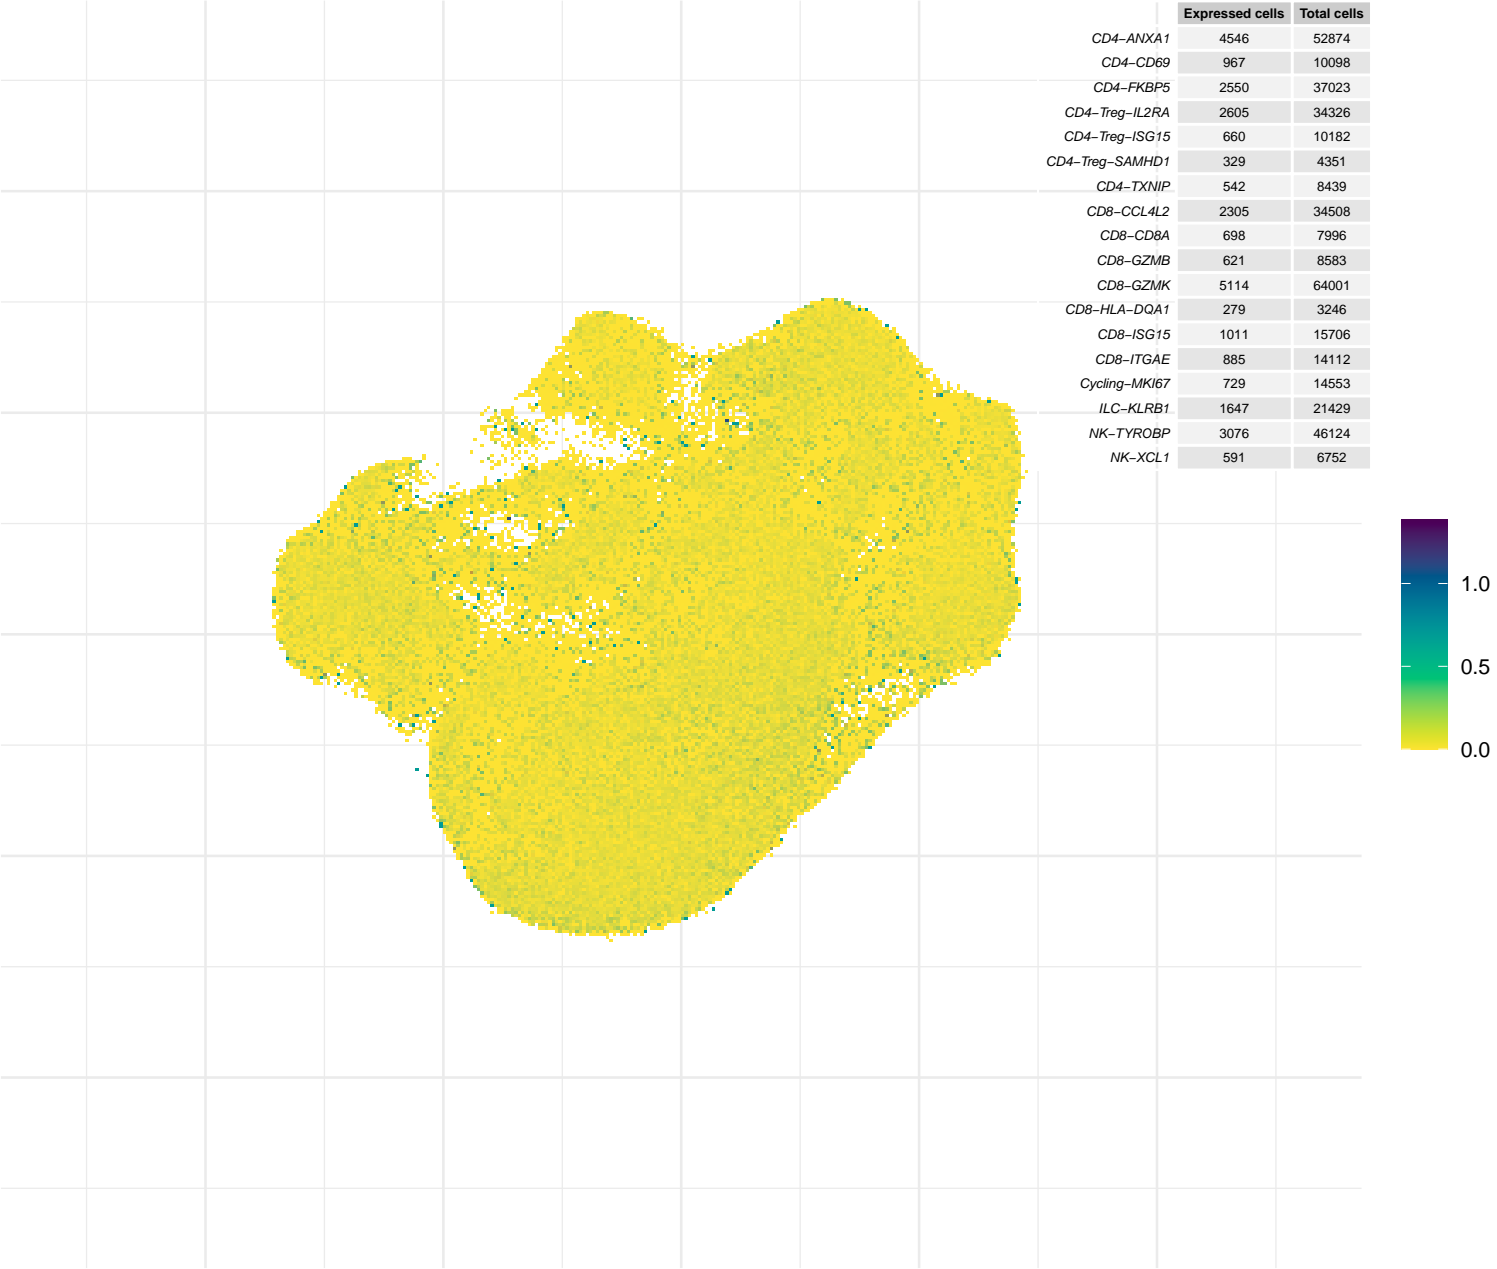 Expressed cells Total cells
CD4−ANXA1 4546 52874
CD4−CD69 967 10098
CD4−FKBP5 2550 37023
CD4−Treg−IL2RA 2605 34326
CD4−Treg−ISG15 660 10182
CD4−Treg−SAMHD1 329 4351
CD4−TXNIP 542 8439
CD8−CCL4L2 2305 34508
CD8−CD8A 698 7996
CD8−GZMB 621 8583
CD8−GZMK 5114 64001
CD8−HLA−DQA1 279 3246
CD8−ISG15 1011 15706
CD8−ITGAE 885 14112
Cycling−MKI67 729 14553
ILC−KLRB1 1647 21429
NK−TYROBP 3076 46124
NK−XCL1 591 6752
1.0
0.5
0.0